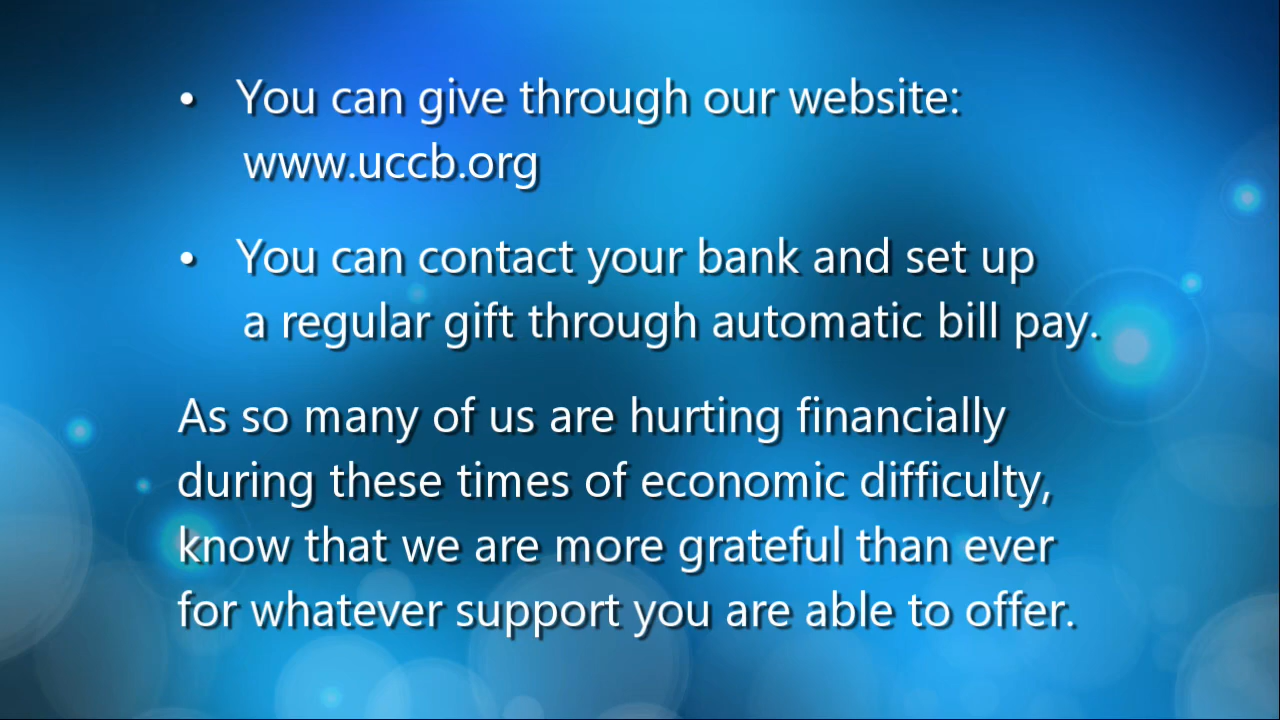 • You can give through our website:
www.uccb.org
• You can contact your bank and set up
a regular gift through automatic bill pay.
As so many of us are hurting financially
during these times of economic difficulty,
know that we are more grateful than ever
for whatever support you are able to offer.